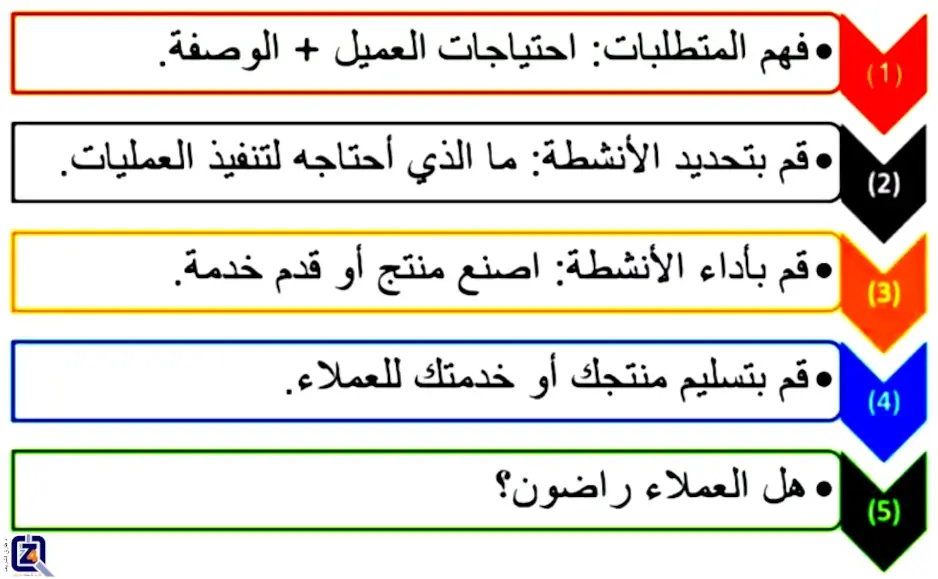 (1)
• فهم المتطلبات: احتياجات العميل + الوصفة.
(2)
• قم بتحديد الأنشطة: ما الذي أحتاجه لتنفيذ العمليات.
(3)
• قم بأداء الأنشطة: اصنع منتج أو قدم خدمة.
(4)
• قم بتسليم منتجك أو خدمتك للعملاء.
(5)
• هل العملاء راضون؟